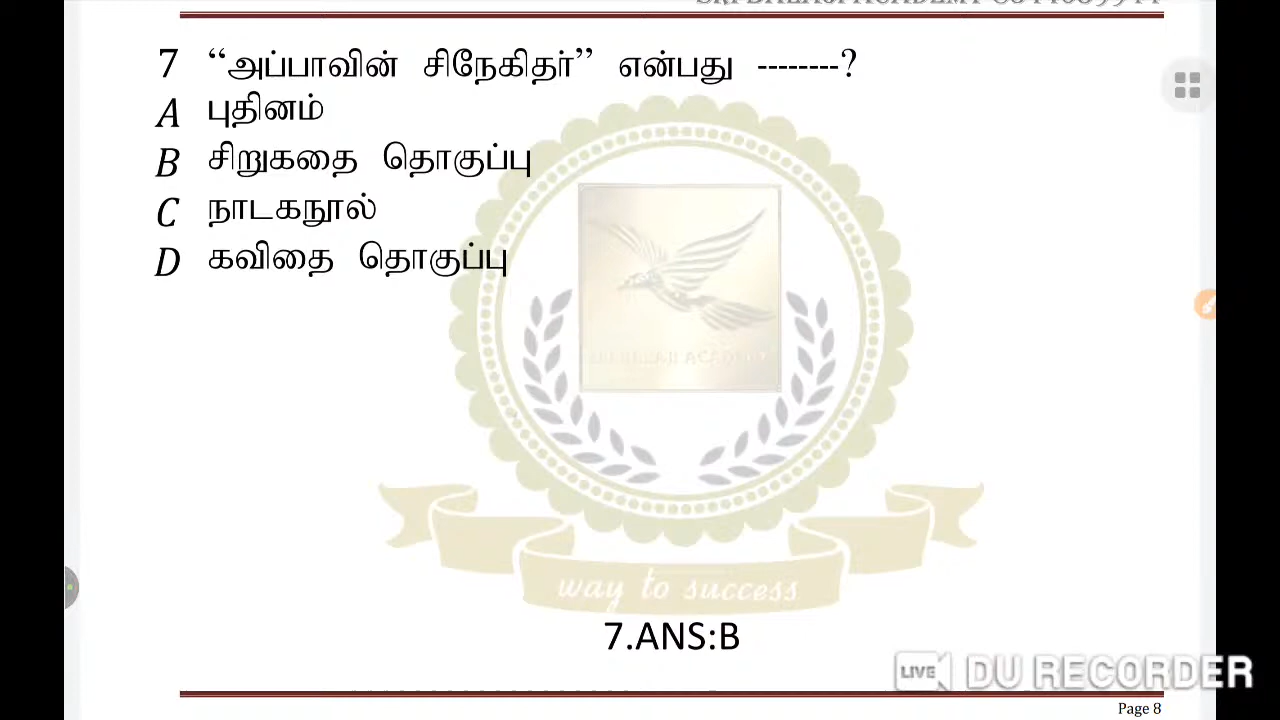 7 “அப்பாவின் சிநேகிதர்” என்பது --------?
A புதினம்
B சிறுகதை தொகுப்பு
C நாடகநூல்
D கவிதை தொகுப்பு
ACADEMY
way to success
7.ANS:B
LIVE DU RECORDER
Page 8